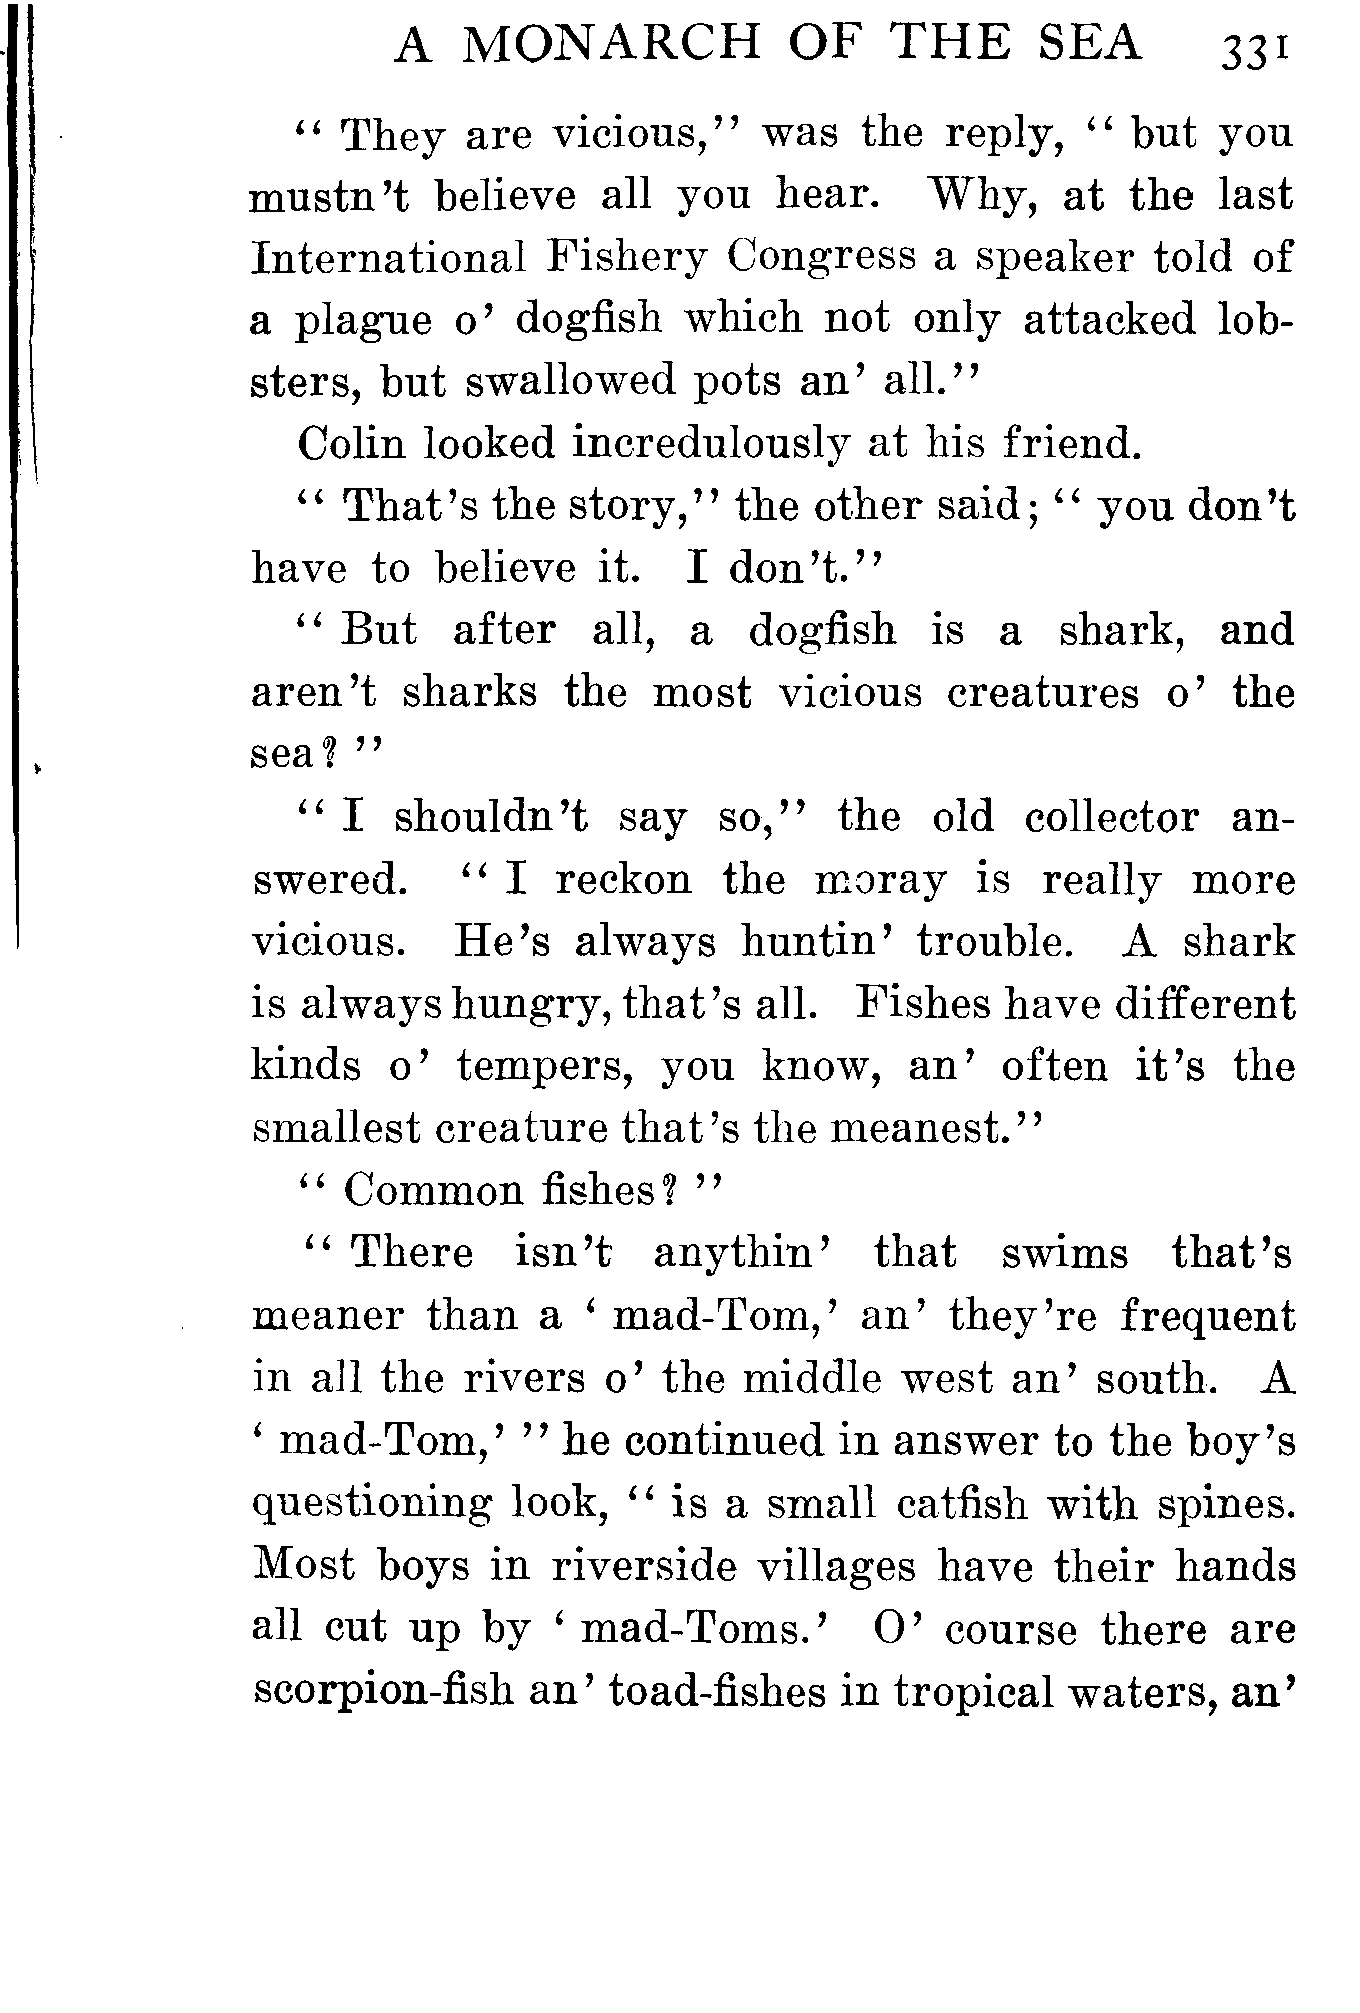 A MONARCH OF THE SEA 331
“ They are vicious,” was the reply, “ but you
mustn’t believe all you hear. Why, at the last
International Fishery Congress a speaker told of
a plague o’ dogfish which not only attacked lob-
sters, but swallowed pots an’ all.”
Colin looked incredulously at his friend.
“ That’s the story,” the other said; “ you don’t
have to believe it. I don’t.”
“ But after all, a dogfish is a shark, and
aren’t sharks the most vicious creatures o’ the
sea? ”
“ I shouldn’t say so,” the old collector an-
swered. “ I reckon the moray is really more
vicious. He’s always huntin’ trouble. A shark
is always hungry, that’s all. Fishes have different
kinds o’ tempers, you know, an’ often it’s the
smallest creature that’s the meanest.”
“ Common fishes? ”
“ There isn’t anythin’ that swims that’s
meaner than a ‘ mad-Tom,’ an’ they’re frequent
in all the rivers o’ the middle west an’ south. A
‘ mad-Tom,’ ” he continued in answer to the boy’s
questioning look, “ is a small catfish with spines.
Most boys in riverside villages have their hands
all cut up by ‘ mad-Toms.’ O’ course there are
scorpion-fish an’ toad-fishes in tropical waters, an’